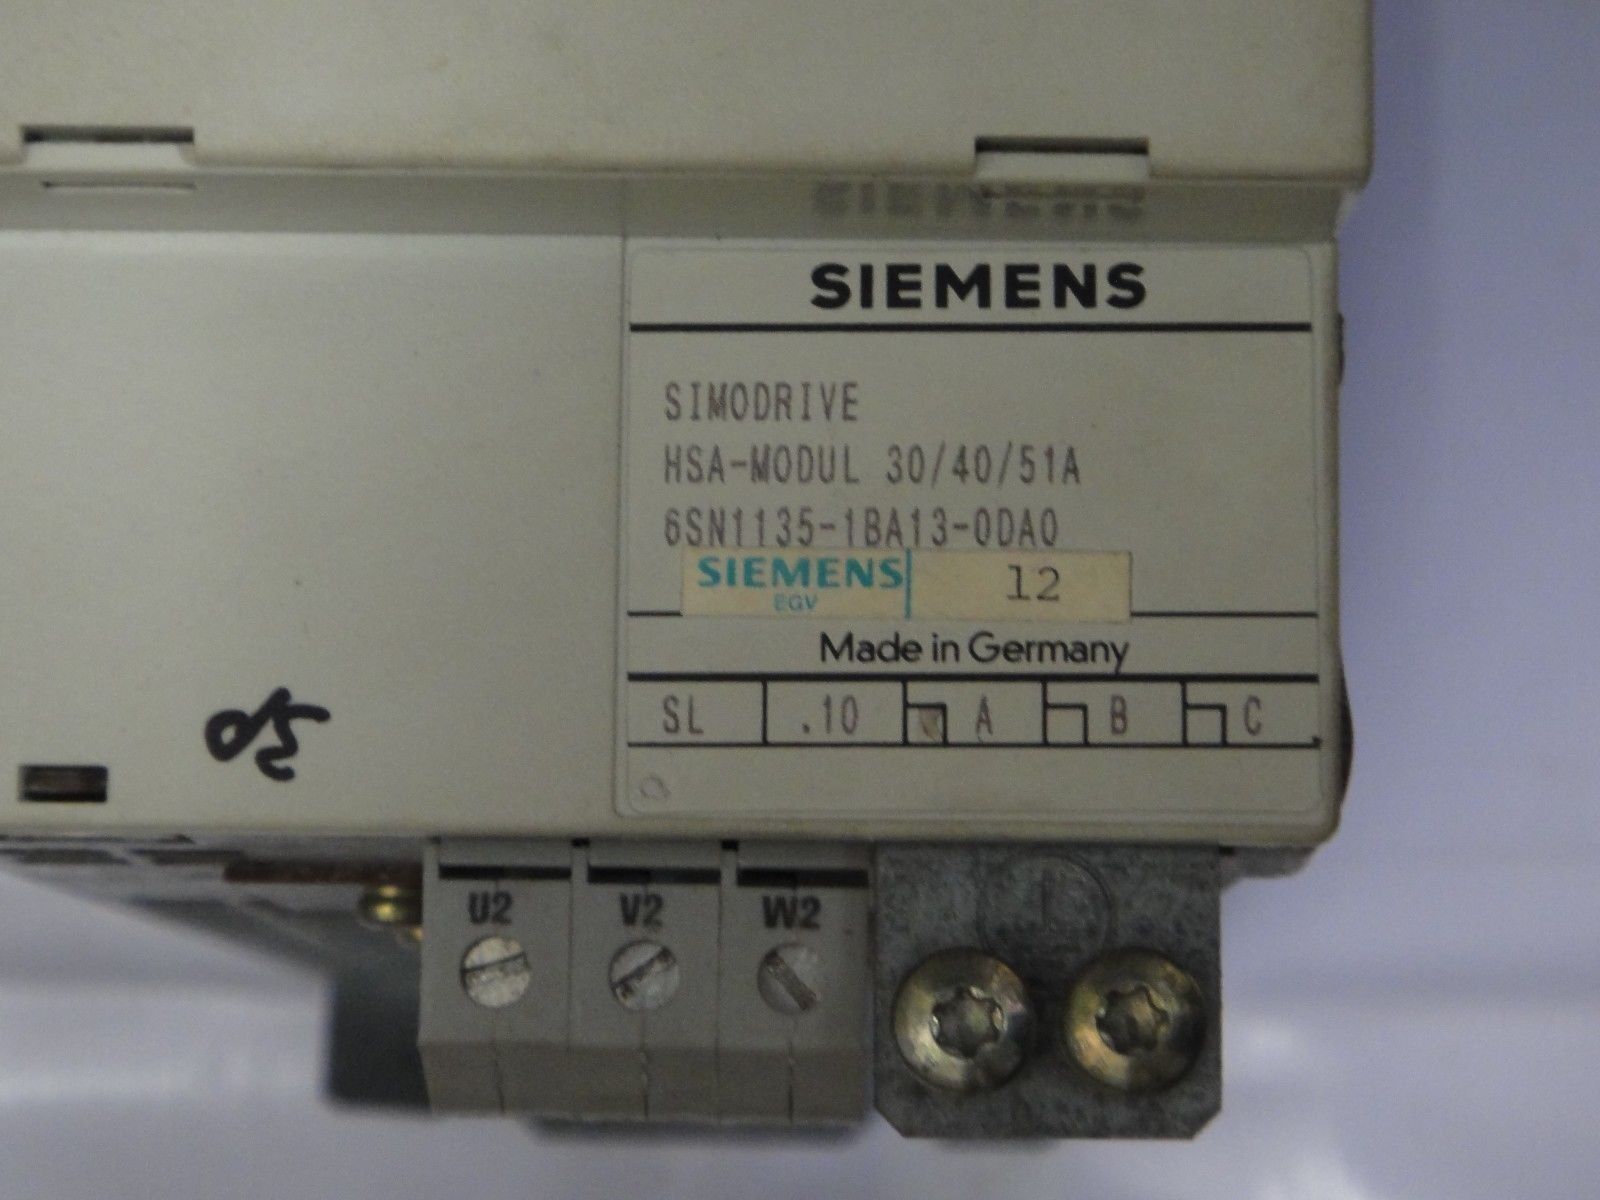 SIEMENS
SIMODRIVE
HSA-MODUL 30/40/51A
6SN1135-1BA13-0DA0
SIEMENS 12
EGV
Made in Germany
SL .10 A B C
U2 V2 W2